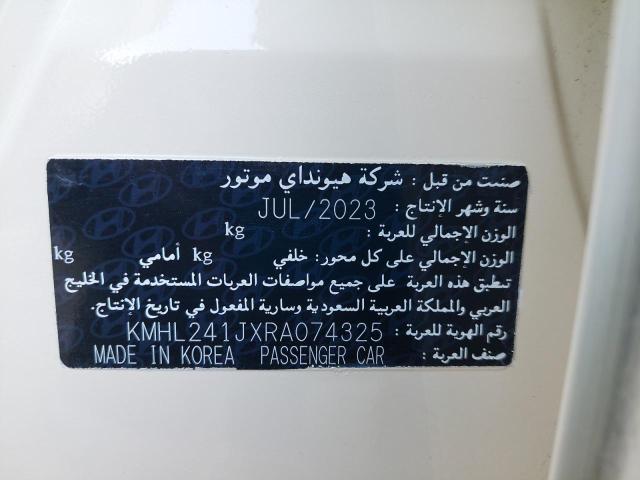 صنعت من قبل : شركة هيونداي موتور
سنة وشهر الإنتاج : JUL/2023
الوزن الإجمالي للعربة : kg
الوزن الإجمالي على كل محور: خلفي kg أمامي kg
تنطبق هذه العربة على جميع مواصفات العربات المستخدمة في الخليج
العربي والمملكة العربية السعودية وسارية المفعول في تاريخ الإنتاج.
رقم الهوية للعربة : KMHL241JXRA074325
صنف العربة : PASSENGER CAR MADE IN KOREA